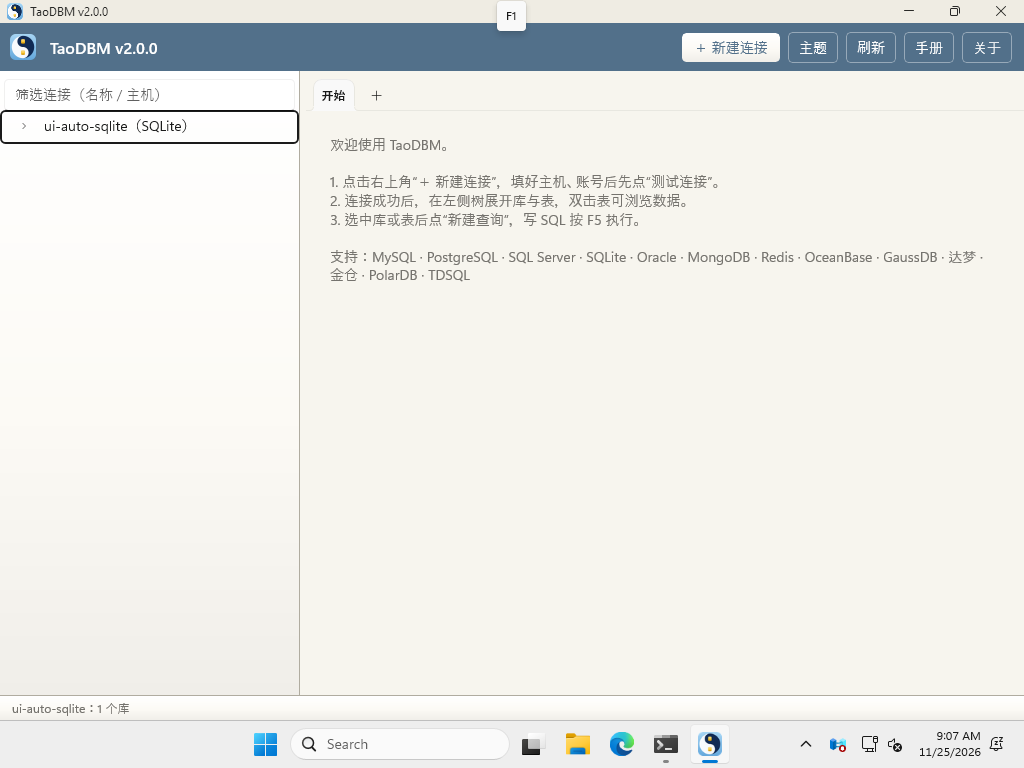 TaoDBM v2.0.0
F1
TaoDBM v2.0.0
＋ 新建连接
主题
刷新
手册
关于
筛选连接（名称 / 主机）
ui-auto-sqlite（SQLite）
开始
＋
欢迎使用 TaoDBM。
1. 点击右上角“＋ 新建连接”，填好主机、账号后先点“测试连接”。
2. 连接成功后，在左侧树展开库与表，双击表可浏览数据。
3. 选中库或表后点“新建查询”，写 SQL 按 F5 执行。
支持：MySQL · PostgreSQL · SQL Server · SQLite · Oracle · MongoDB · Redis · OceanBase · GaussDB · 达梦 ·
金仓 · PolarDB · TDSQL
ui-auto-sqlite：1 个库
Search
9:07 AM
11/25/2026